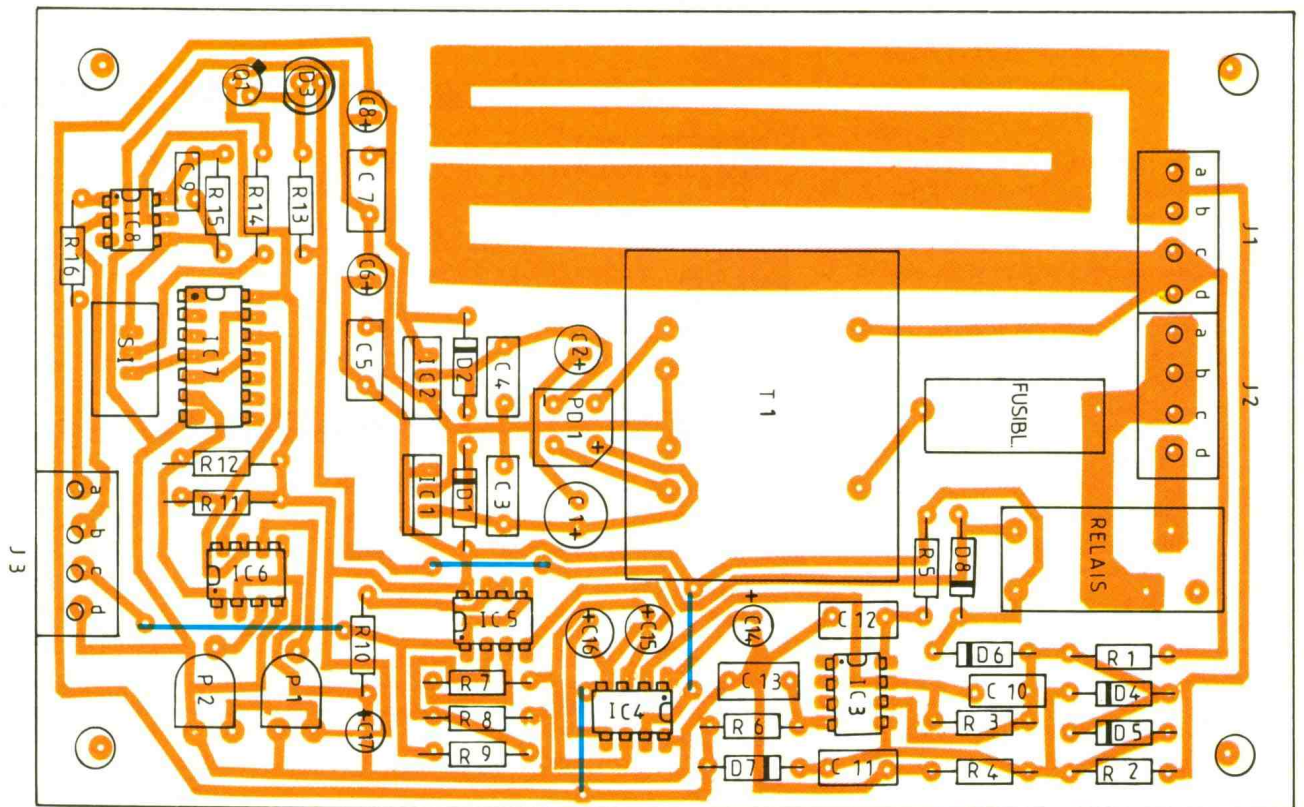 Q1
D3
C8+
C7
C9
R15
R14
R13
IC8
R16
C6+
S1
IC7
C5
IC2
D2
C4
C2+
PD1
-
+
T1
FUSIBL.
a
b
c
d
J1
a
b
c
d
J2
R12
R11
IC1
D1
C3
C1+
R5
D8
RELAIS
a
b
c
d
J3
IC6
R10
IC5
+C16
+C15
+
C14
C12
D6
R1
P2
P1
+C17
R7
R8
R9
IC4
C13
R6
D7
IC3
C11
C10
R3
R4
D4
D5
R2